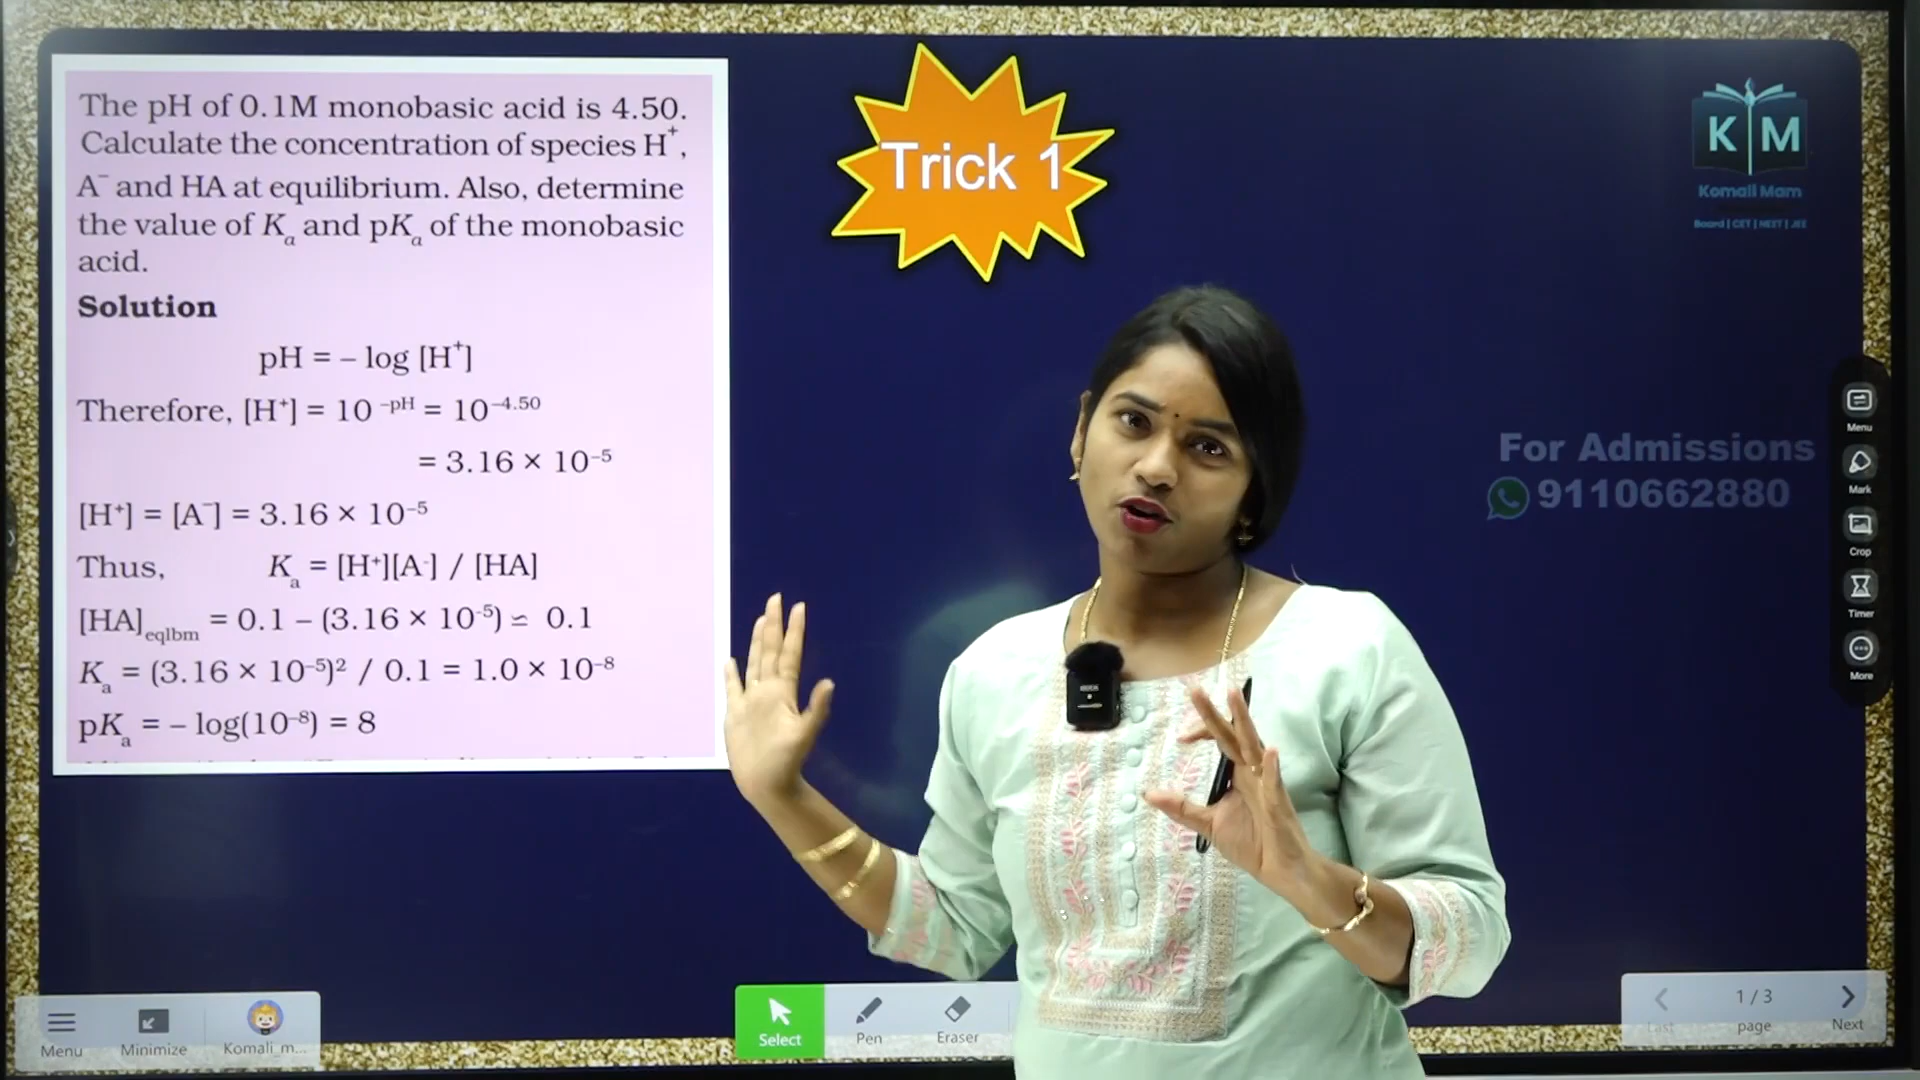 The pH of 0.1M monobasic acid is 4.50.
Calculate the concentration of species H⁺,
A⁻ and HA at equilibrium. Also, determine
the value of Kₐ and pKₐ of the monobasic
acid.
Solution
pH = – log [H⁺]
Therefore, [H⁺] = 10 ⁻ᵖᴴ = 10⁻⁴·⁵⁰
= 3.16 × 10⁻⁵
[H⁺] = [A⁻] = 3.16 × 10⁻⁵
Thus, Kₐ = [H⁺][A⁻] / [HA]
[HA]eqlbm = 0.1 – (3.16 × 10⁻⁵) ≃ 0.1
Kₐ = (3.16 × 10⁻⁵)² / 0.1 = 1.0 × 10⁻⁸
pKₐ = – log(10⁻⁸) = 8
Trick 1
K M
Komali Mam
Board | CET | NEET | JEE
For Admissions
9110662880
Menu
Mark
Crop
Timer
More
Menu
Minimize
Komali_m...
Select
Pen
Eraser
Last
1 / 3
page
Next